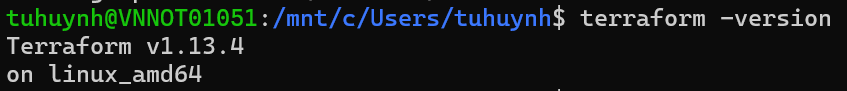 tuhuynh@VNNOT01051:/mnt/c/Users/tuhuynh$ terraform -version
Terraform v1.13.4
on linux_amd64